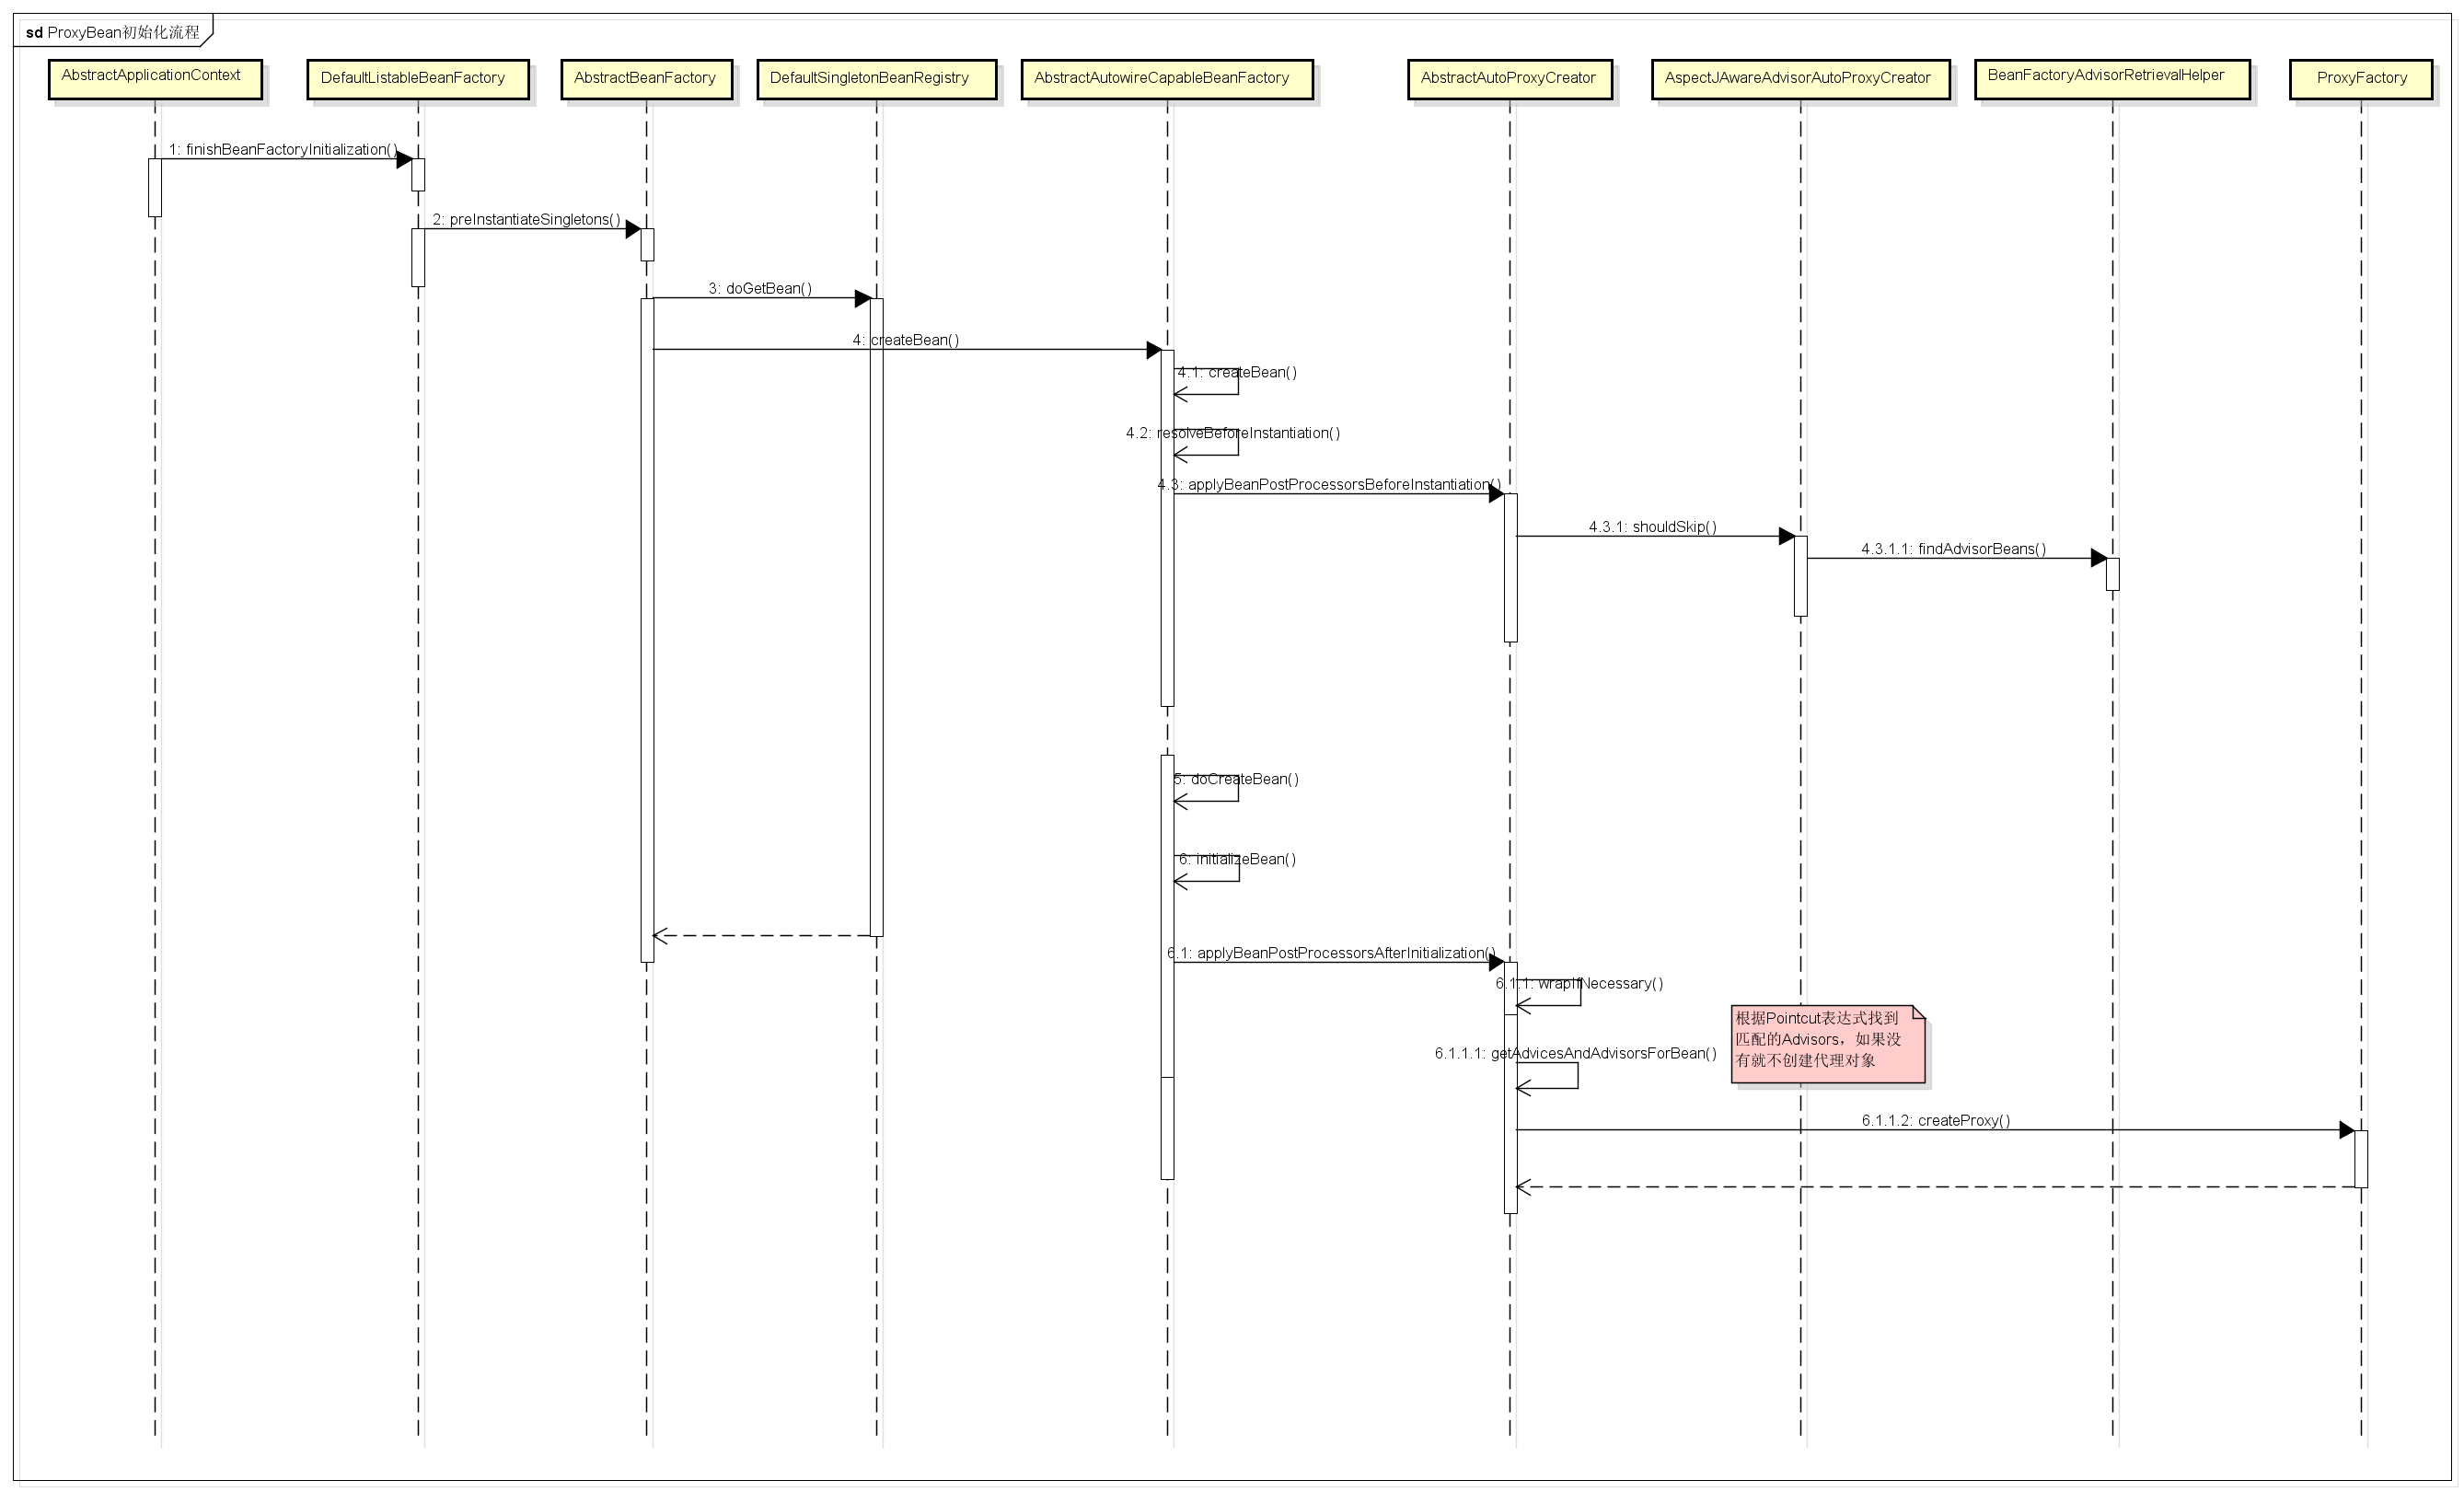 sd ProxyBean初始化流程
AbstractApplicationContext
DefaultListableBeanFactory
AbstractBeanFactory
DefaultSingletonBeanRegistry
AbstractAutowireCapableBeanFactory
AbstractAutoProxyCreator
AspectJAwareAdvisorAutoProxyCreator
BeanFactoryAdvisorRetrievalHelper
ProxyFactory
1: finishBeanFactoryInitialization()
2: preInstantiateSingletons()
3: doGetBean()
4: createBean()
4.1: createBean()
4.2: resolveBeforeInstantiation()
4.3: applyBeanPostProcessorsBeforeInstantiation()
4.3.1: shouldSkip()
4.3.1.1: findAdvisorBeans()
5: doCreateBean()
6: initializeBean()
6.1: applyBeanPostProcessorsAfterInitialization()
6.1.1: wrapIfNecessary()
根据Pointcut表达式找到
匹配的Advisors，如果没
有就不创建代理对象
6.1.1.1: getAdvicesAndAdvisorsForBean()
6.1.1.2: createProxy()